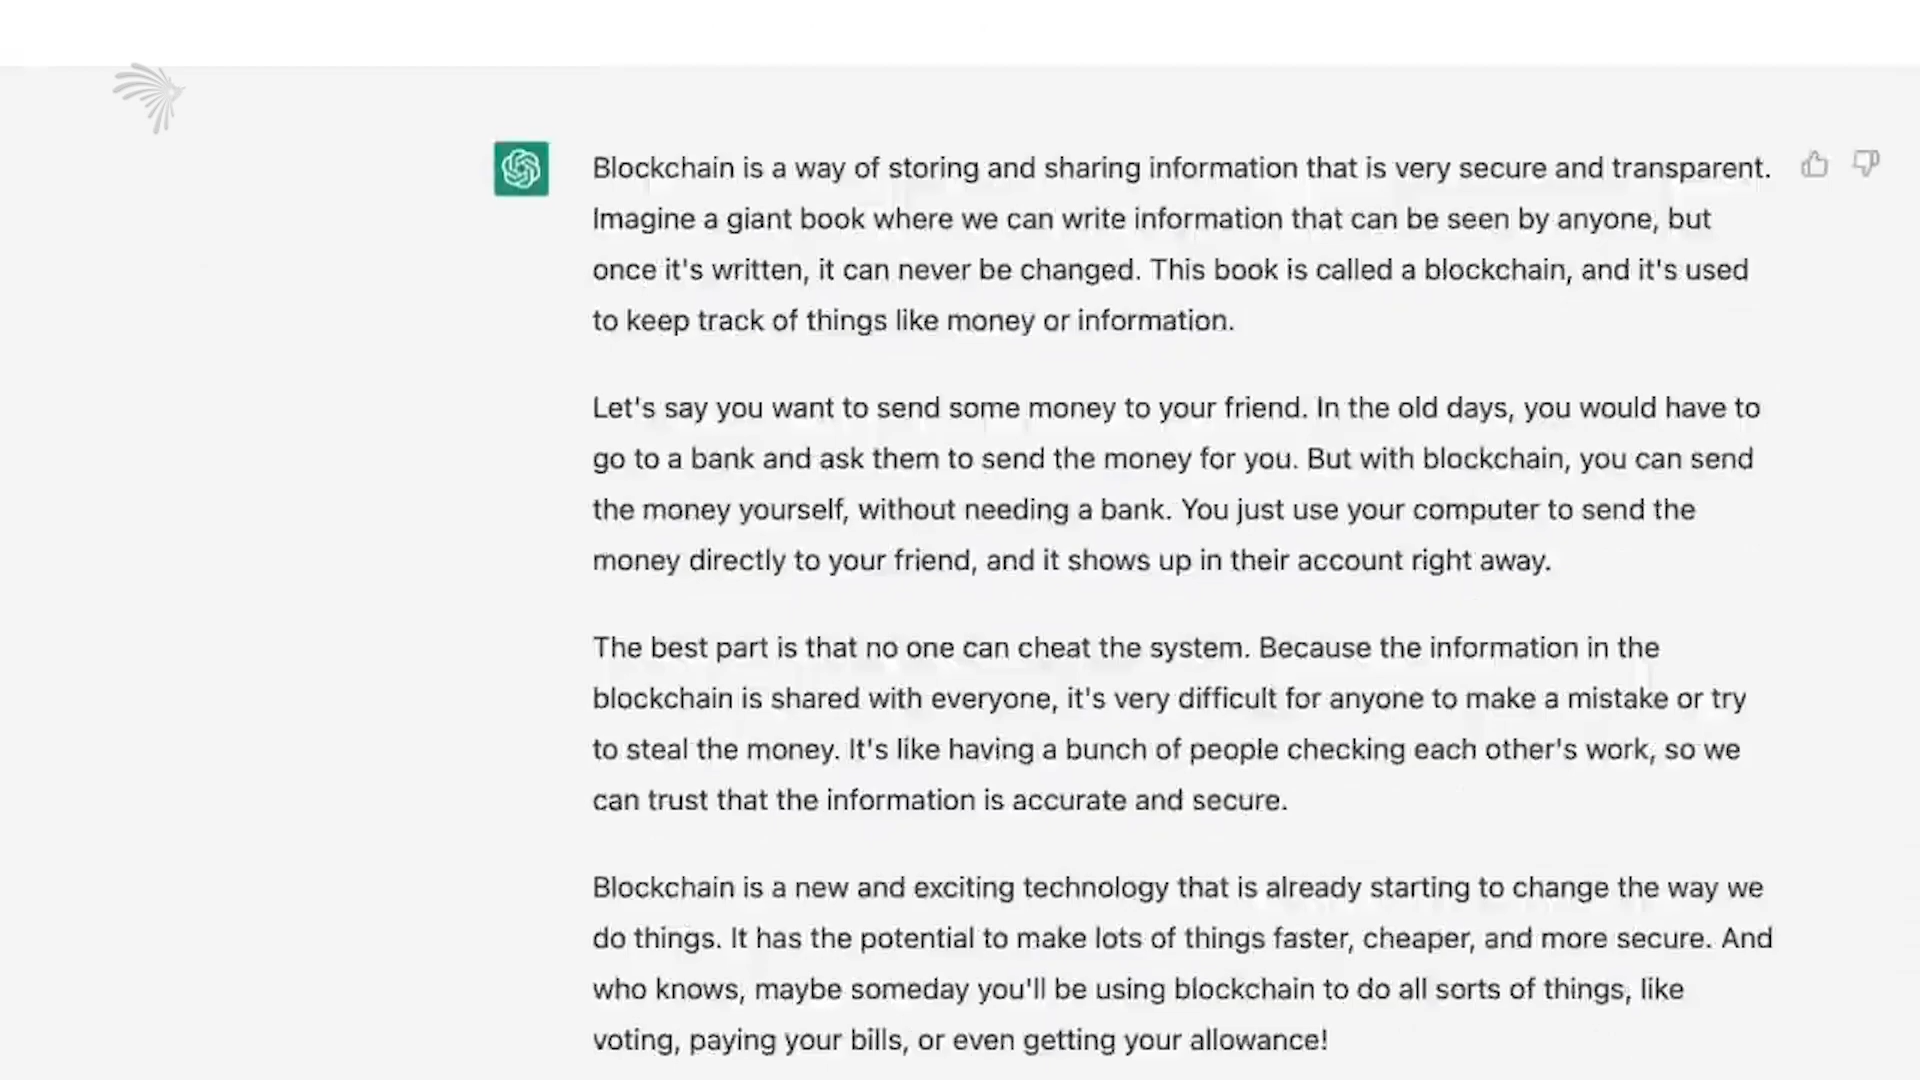 Blockchain is a way of storing and sharing information that is very secure and transparent.
Imagine a giant book where we can write information that can be seen by anyone, but
once it's written, it can never be changed. This book is called a blockchain, and it's used
to keep track of things like money or information.
Let's say you want to send some money to your friend. In the old days, you would have to
go to a bank and ask them to send the money for you. But with blockchain, you can send
the money yourself, without needing a bank. You just use your computer to send the
money directly to your friend, and it shows up in their account right away.
The best part is that no one can cheat the system. Because the information in the
blockchain is shared with everyone, it's very difficult for anyone to make a mistake or try
to steal the money. It's like having a bunch of people checking each other's work, so we
can trust that the information is accurate and secure.
Blockchain is a new and exciting technology that is already starting to change the way we
do things. It has the potential to make lots of things faster, cheaper, and more secure. And
who knows, maybe someday you'll be using blockchain to do all sorts of things, like
voting, paying your bills, or even getting your allowance!